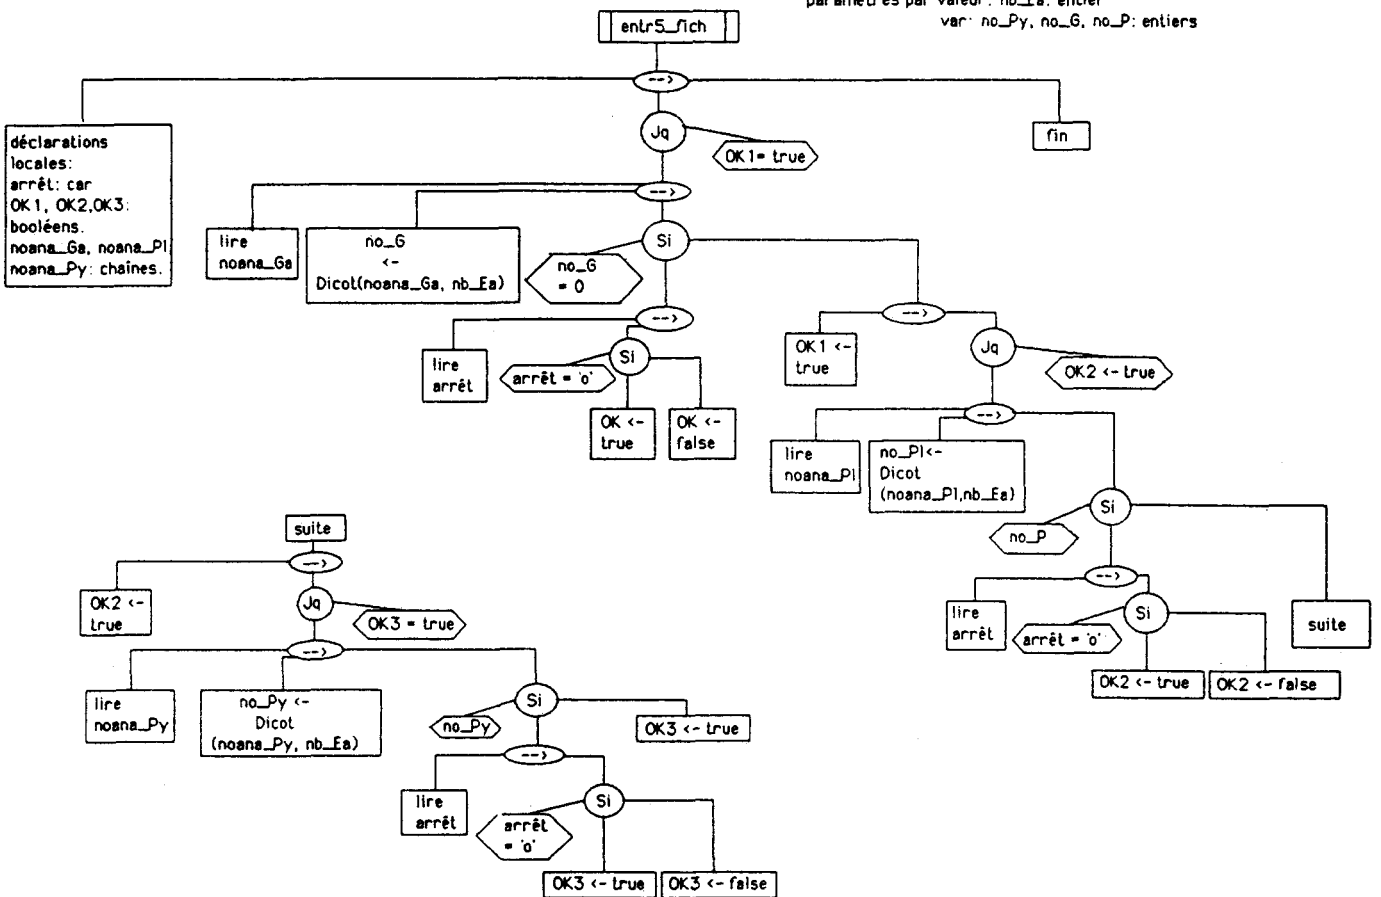 paramètres par valeur: nb_Ea: entier
var: no_Py, no_G, no_P: entiers
entr5_fich
-->
Jq
OK1= true
fin
déclarations
locales:
arrêt: car
OK1, OK2,OK3:
booléens.
noana_Ga, noana_Pl
noana_Py: chaînes.
-->
lire
noana_Ga
no_G
<-
Dicot(noana_Ga, nb_Ea)
Si
no_G
= 0
-->
lire
arrêt
Si
arrêt = 'o'
OK <-
true
OK <-
false
-->
OK1 <-
true
Jq
OK2 <- true
-->
lire
noana_Pl
no_Pl<-
Dicot
(noana_Pl,nb_Ea)
Si
no_P
-->
lire
arrêt
Si
arrêt = 'o'
OK2 <- true
OK2 <- false
suite
suite
-->
OK2 <-
true
Jq
OK3 = true
-->
lire
noana_Py
no_Py <-
Dicot
(noana_Py, nb_Ea)
Si
no_Py
OK3 <- true
-->
lire
arrêt
Si
arrêt
= 'o'
OK3 <- true
OK3 <- false